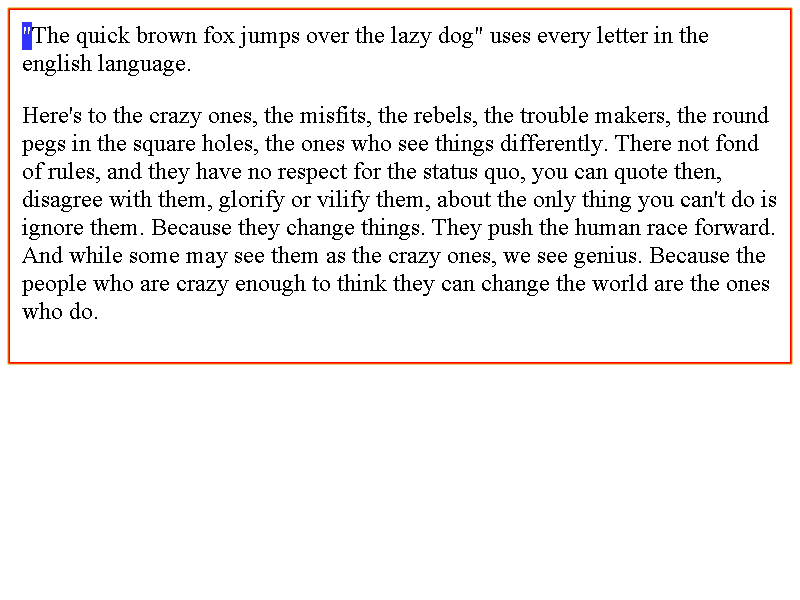 "The quick brown fox jumps over the lazy dog" uses every letter in the
english language.
Here's to the crazy ones, the misfits, the rebels, the trouble makers, the round
pegs in the square holes, the ones who see things differently. There not fond
of rules, and they have no respect for the status quo, you can quote then,
disagree with them, glorify or vilify them, about the only thing you can't do is
ignore them. Because they change things. They push the human race forward.
And while some may see them as the crazy ones, we see genius. Because the
people who are crazy enough to think they can change the world are the ones
who do.